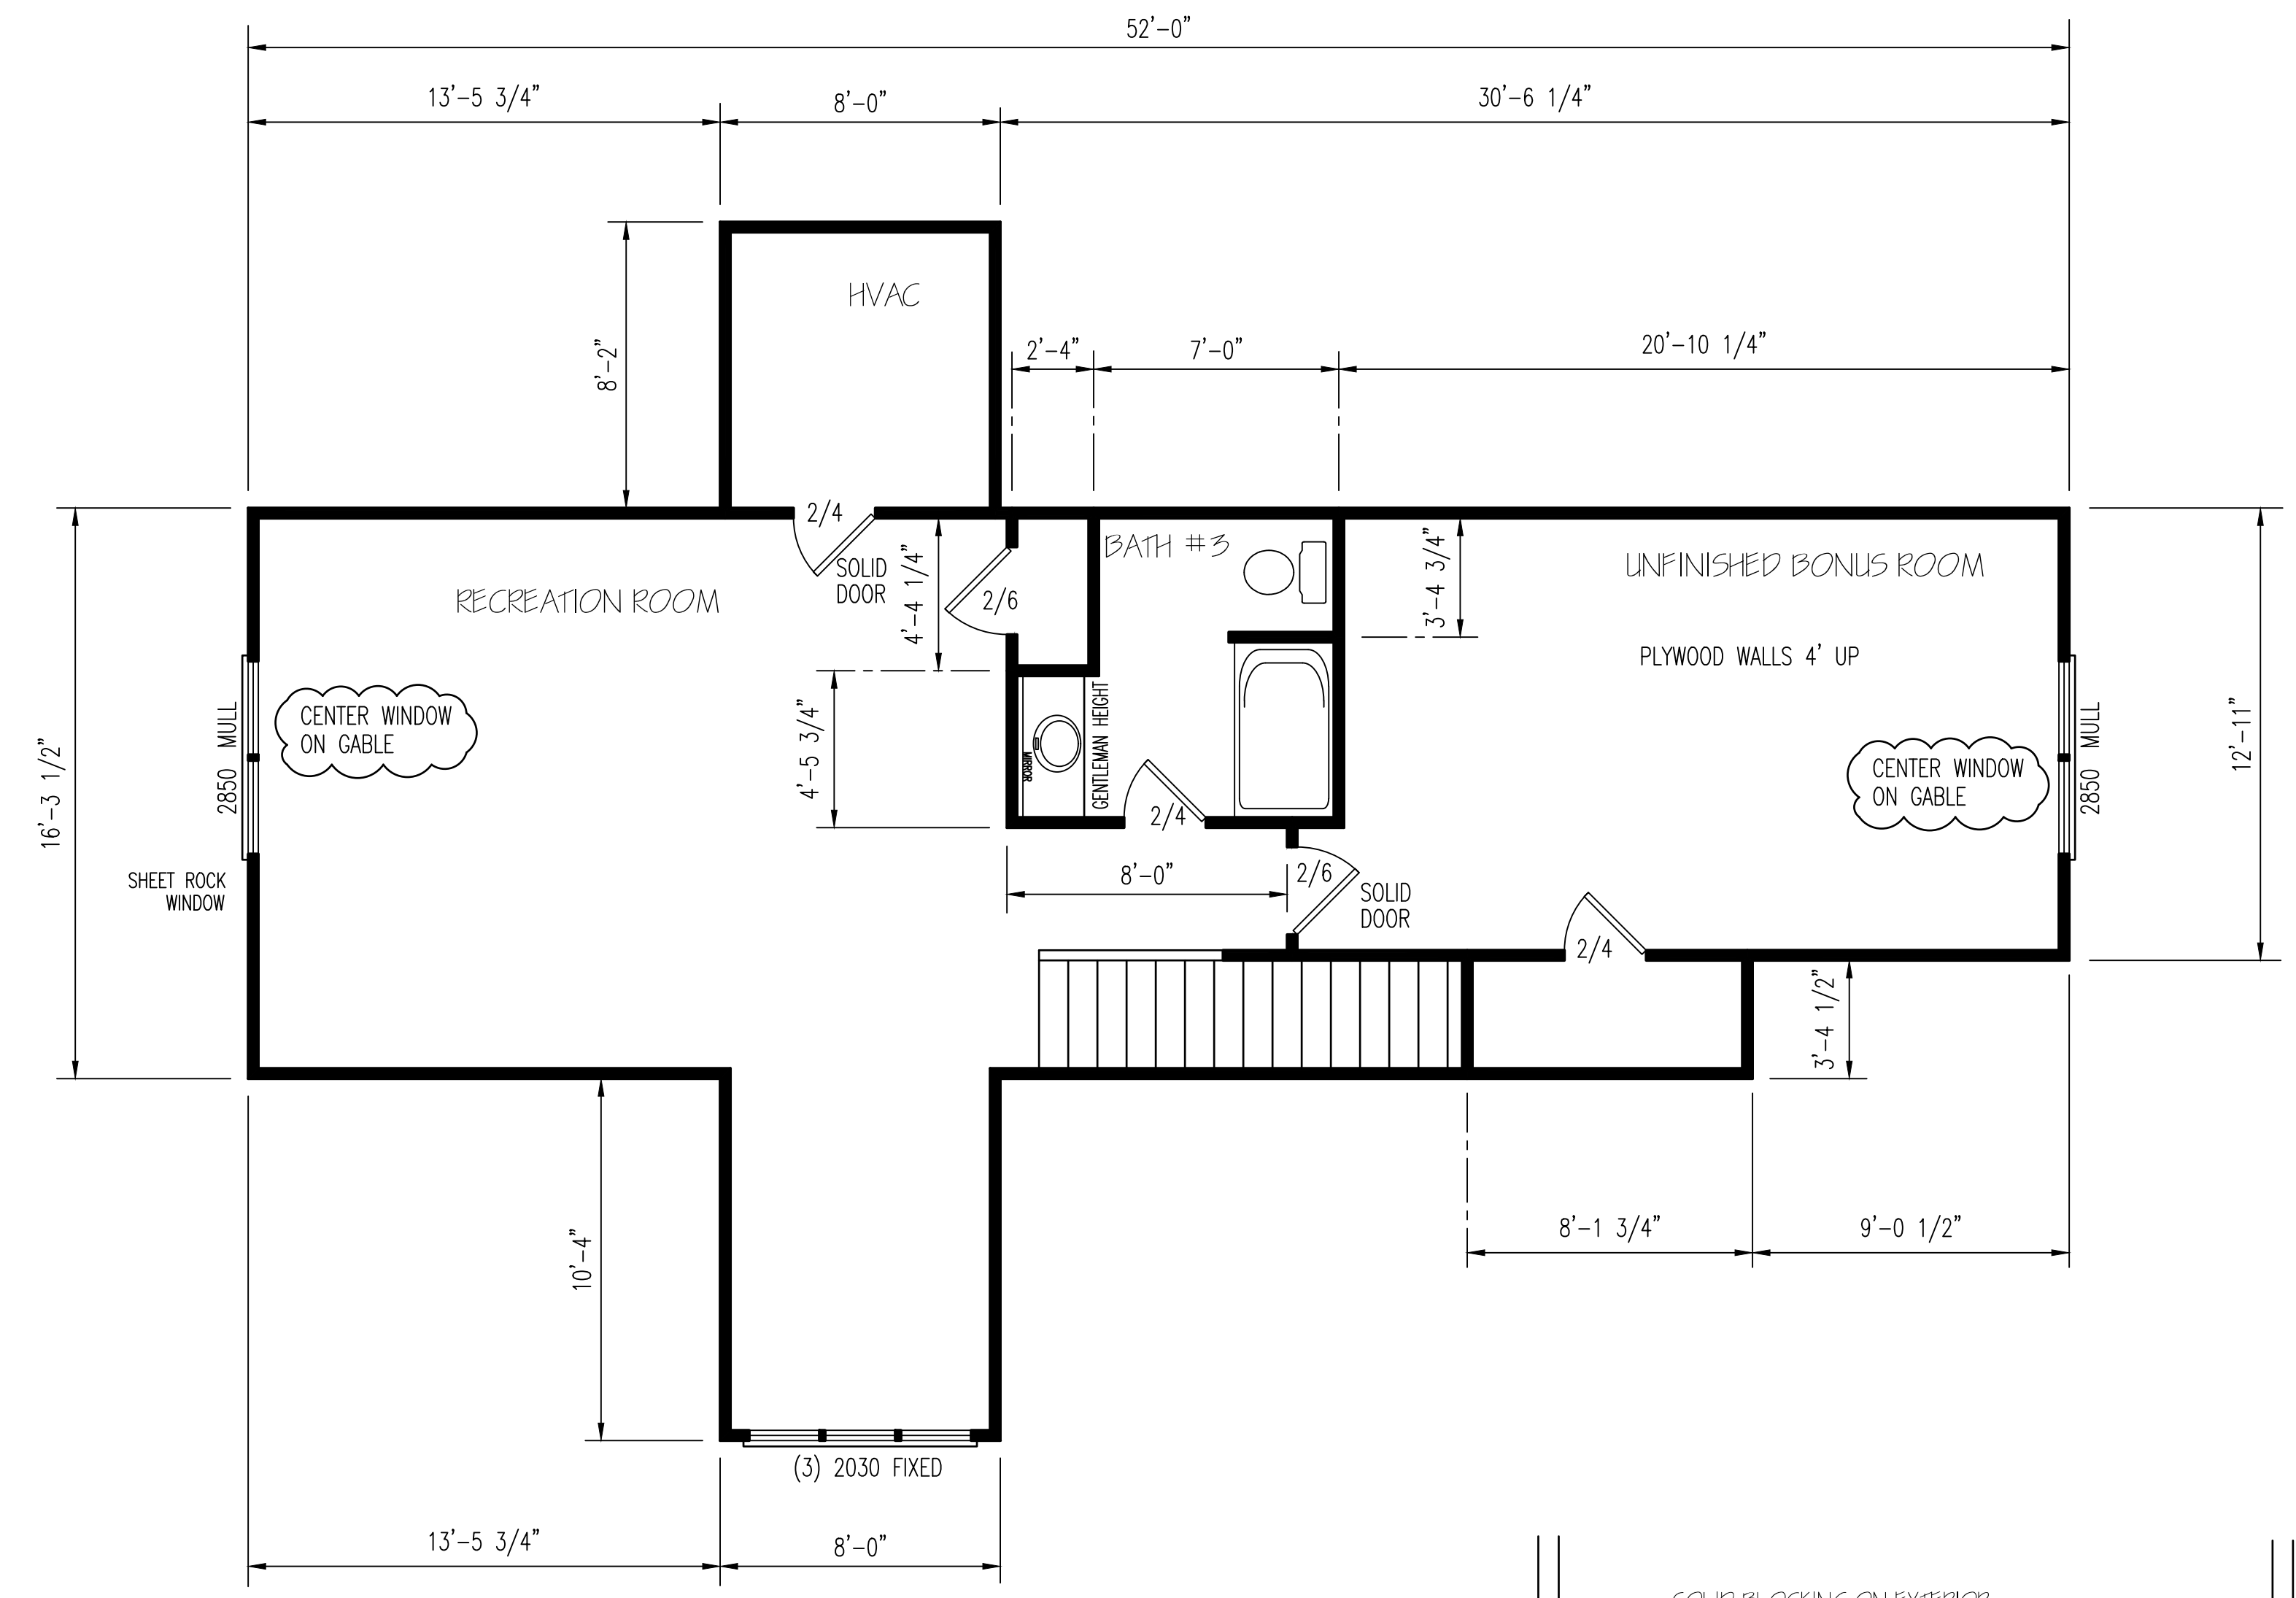 52'-0"
13'-5 3/4"
8'-0"
30'-6 1/4"
HVAC
8'-2"
2'-4"
7'-0"
20'-10 1/4"
2/4
SOLID
DOOR
4'-4 1/4"
2/6
BATH #3
3'-4 3/4"
UNFINISHED BONUS ROOM
RECREATION ROOM
PLYWOOD WALLS 4' UP
CENTER WINDOW
ON GABLE
2850 MULL
16'-3 1/2"
4'-5 3/4"
MIRROR
GENTLEMAN HEIGHT
2/4
CENTER WINDOW
ON GABLE
2850 MULL
12'-11"
SHEET ROCK
WINDOW
8'-0"
2/6
SOLID
DOOR
2/4
3'-4 1/2"
10'-4"
8'-1 3/4"
9'-0 1/2"
(3) 2030 FIXED
13'-5 3/4"
8'-0"
SOLID BLOCKING ON EXTERIOR